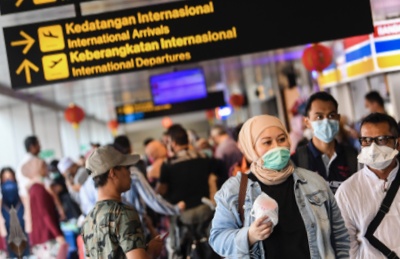 Kedatangan Internasional
International Arrivals
Keberangkatan Internasional
International Departures